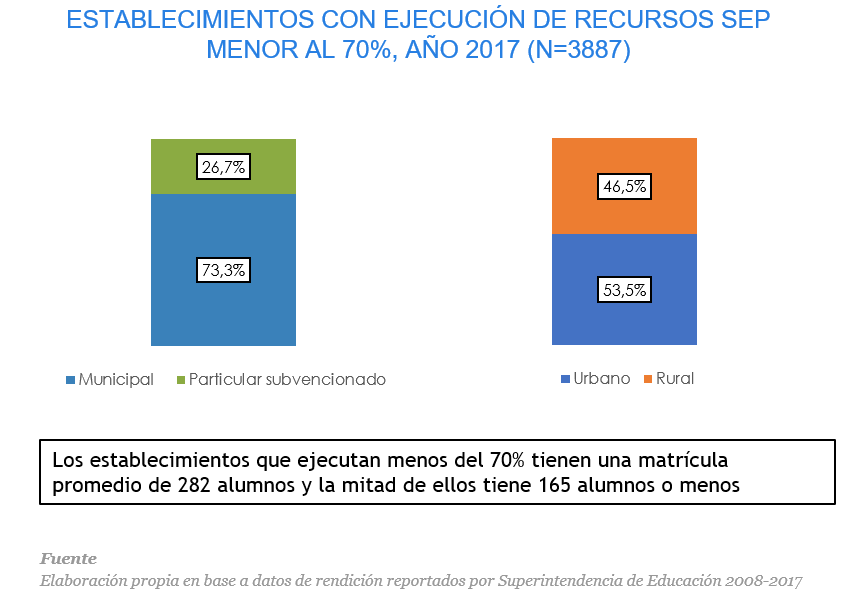 ESTABLECIMIENTOS CON EJECUCIÓN DE RECURSOS SEP
MENOR AL 70%, AÑO 2017 (N=3887)
26,7%
73,3%
Municipal
Particular subvencionado
46,5%
53,5%
Urbano
Rural
Los establecimientos que ejecutan menos del 70% tienen una matrícula
promedio de 282 alumnos y la mitad de ellos tiene 165 alumnos o menos
Fuente
Elaboración propia en base a datos de rendición reportados por Superintendencia de Educación 2008-2017